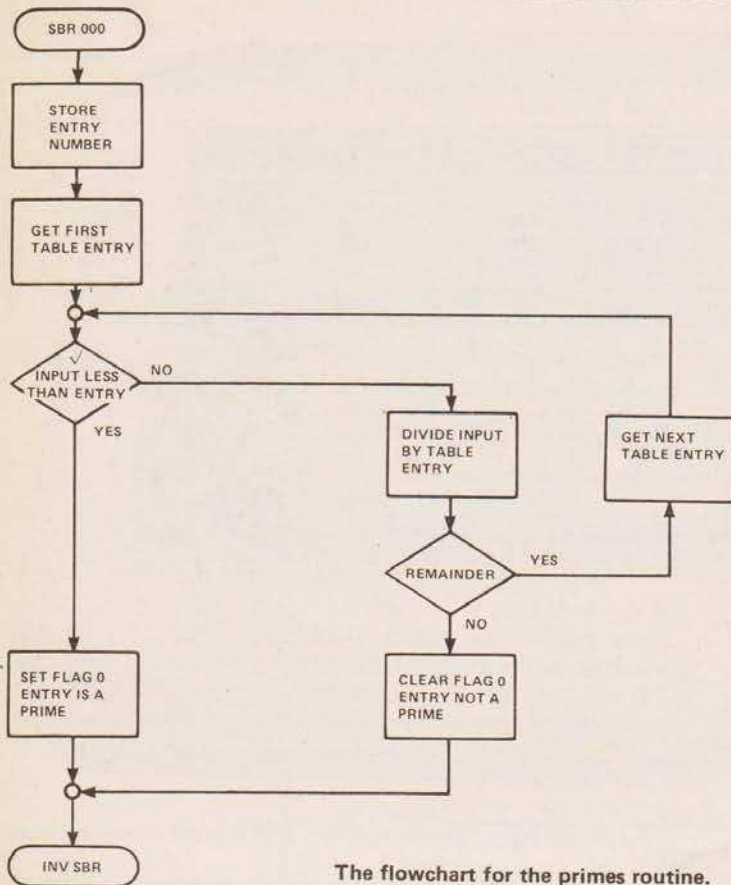 SBR 000
STORE
ENTRY
NUMBER
GET FIRST
TABLE ENTRY
√
INPUT LESS
THAN ENTRY
NO
YES
DIVIDE INPUT
BY TABLE
ENTRY
GET NEXT
TABLE ENTRY
REMAINDER
YES
NO
SET FLAG 0
ENTRY IS A
PRIME
CLEAR FLAG 0
ENTRY NOT A
PRIME
INV SBR
The flowchart for the primes routine.